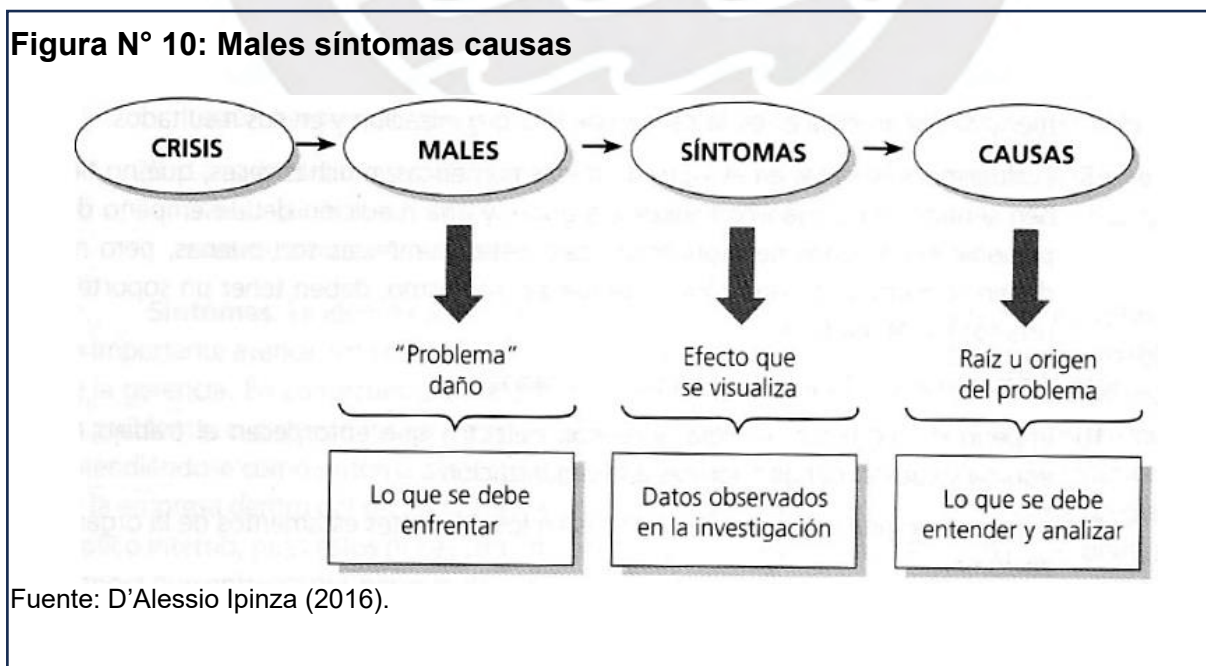 Figura N° 10: Males síntomas causas
CRISIS
MALES
SÍNTOMAS
CAUSAS
“Problema”
daño
Efecto que
se visualiza
Raíz u origen
del problema
Lo que se debe
enfrentar
Datos observados
en la investigación
Lo que se debe
entender y analizar
Fuente: D’Alessio Ipinza (2016).